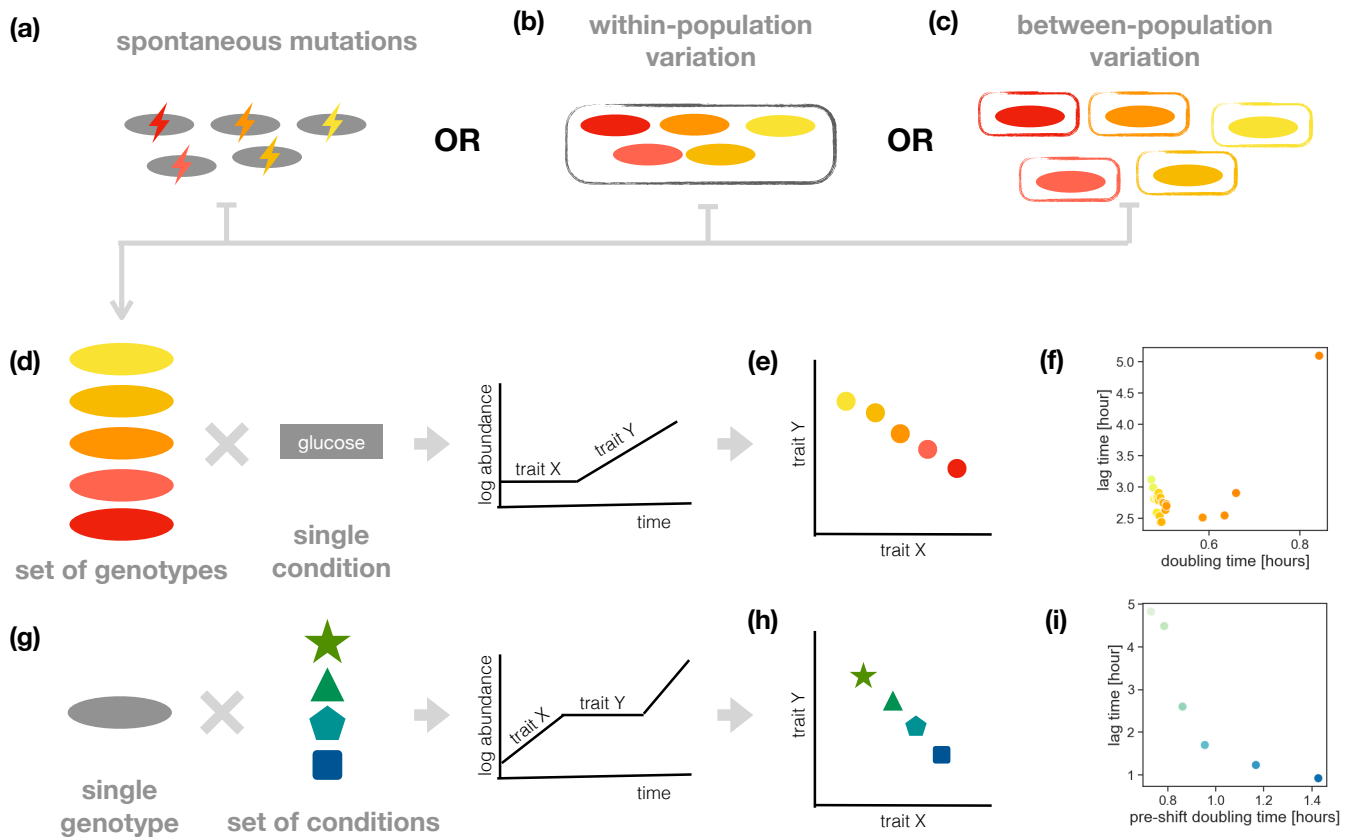 (a)
spontaneous mutations
(b)
within-population
variation
(c)
between-population
variation
OR
OR
(d)
set of genotypes
glucose
single
condition
log abundance
trait X
trait Y
time
(e)
trait Y
trait X
(f)
lag time [hour]
5.0
4.5
4.0
3.5
3.0
2.5
0.6
0.8
doubling time [hours]
(g)
single
genotype
set of conditions
log abundance
trait X
trait Y
time
(h)
trait Y
trait X
(i)
lag time [hour]
5
4
3
2
1
0.8
1.0
1.2
1.4
pre-shift doubling time [hours]